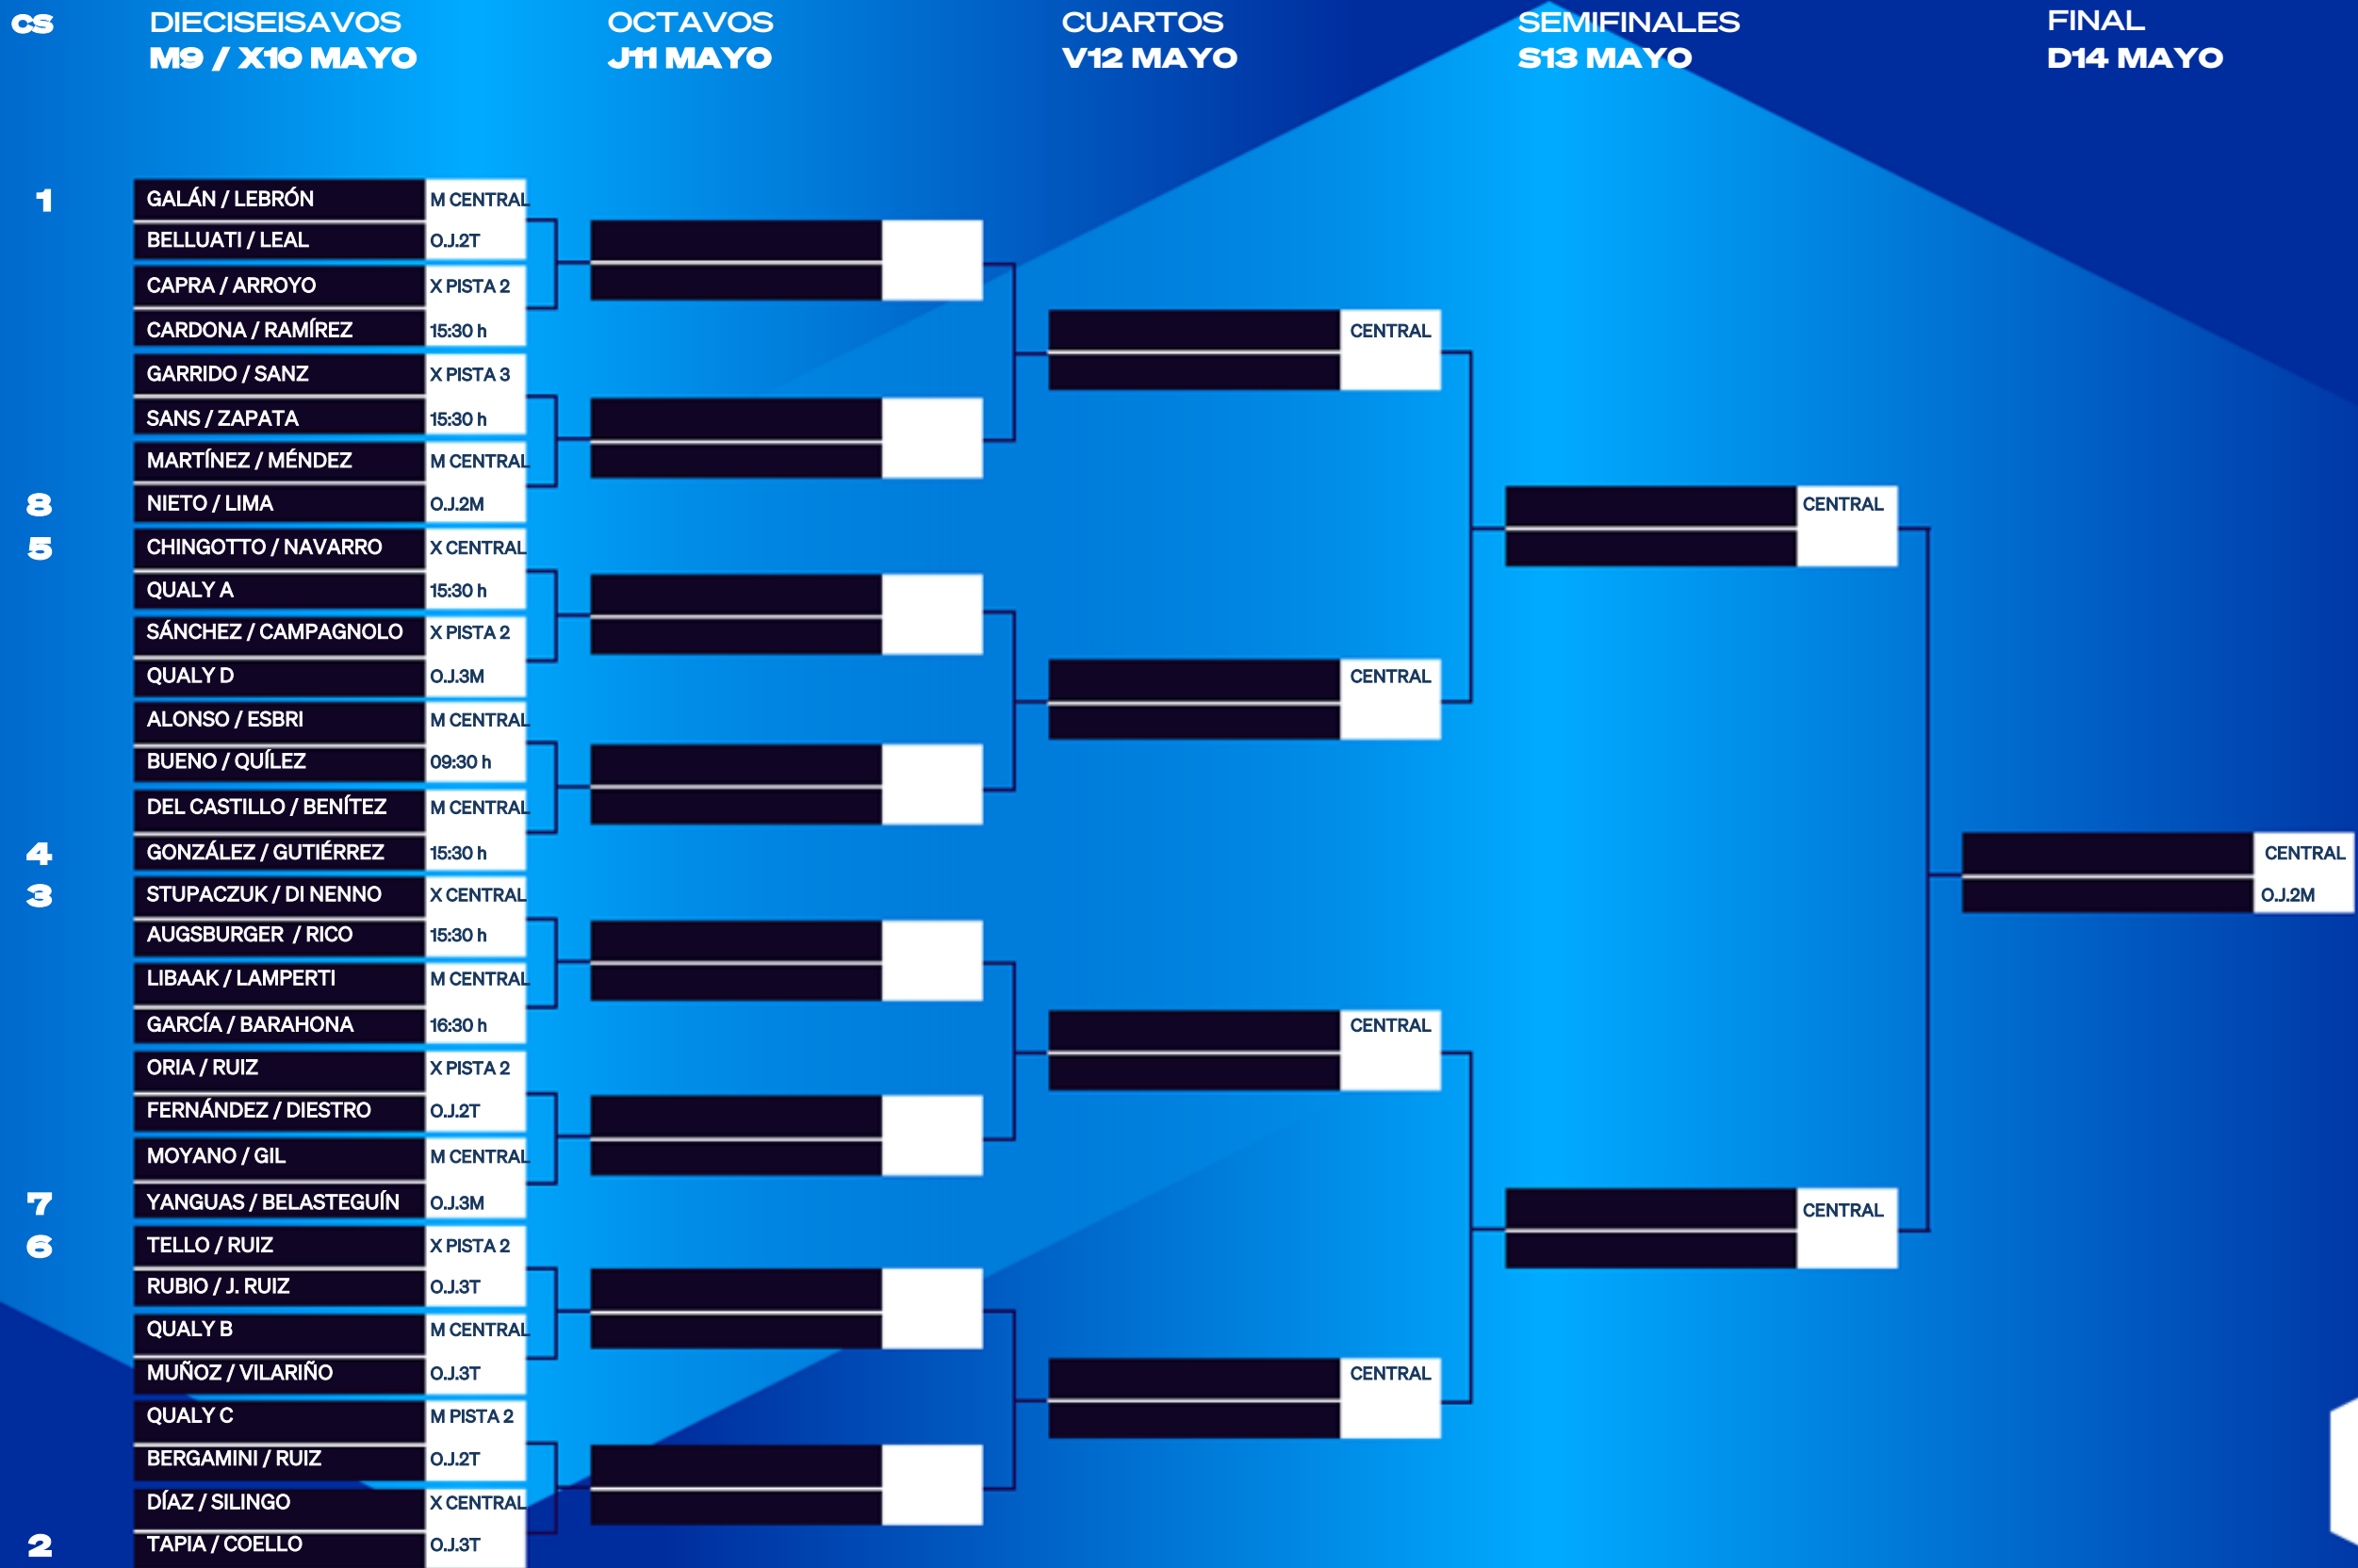 CS DIECISEISAVOS OCTAVOS CUARTOS SEMIFINALES FINAL
M9 / X10 MAYO J11 MAYO V12 MAYO S13 MAYO D14 MAYO
1 GALÁN / LEBRÓN M CENTRAL
BELLUATI / LEAL O.J.2T
CAPRA / ARROYO X PISTA 2
CARDONA / RAMÍREZ 15:30 h CENTRAL
GARRIDO / SANZ X PISTA 3
SANS / ZAPATA 15:30 h
MARTÍNEZ / MÉNDEZ M CENTRAL
8 NIETO / LIMA O.J.2M CENTRAL
5 CHINGOTTO / NAVARRO X CENTRAL
QUALY A 15:30 h
SÁNCHEZ / CAMPAGNOLO X PISTA 2
QUALY D O.J.3M CENTRAL
ALONSO / ESBRI M CENTRAL
BUENO / QUÍLEZ 09:30 h
DEL CASTILLO / BENÍTEZ M CENTRAL
4 GONZÁLEZ / GUTIÉRREZ 15:30 h CENTRAL
3 STUPACZUK / DI NENNO X CENTRAL O.J.2M
AUGSBURGER / RICO 15:30 h
LIBAAK / LAMPERTI M CENTRAL
GARCÍA / BARAHONA 16:30 h CENTRAL
ORIA / RUIZ X PISTA 2
FERNÁNDEZ / DIESTRO O.J.2T
MOYANO / GIL M CENTRAL
7 YANGUAS / BELASTEGUÍN O.J.3M CENTRAL
6 TELLO / RUIZ X PISTA 2
RUBIO / J. RUIZ O.J.3T
QUALY B M CENTRAL
MUÑOZ / VILARIÑO O.J.3T CENTRAL
QUALY C M PISTA 2
BERGAMINI / RUIZ O.J.2T
DÍAZ / SILINGO X CENTRAL
2 TAPIA / COELLO O.J.3T